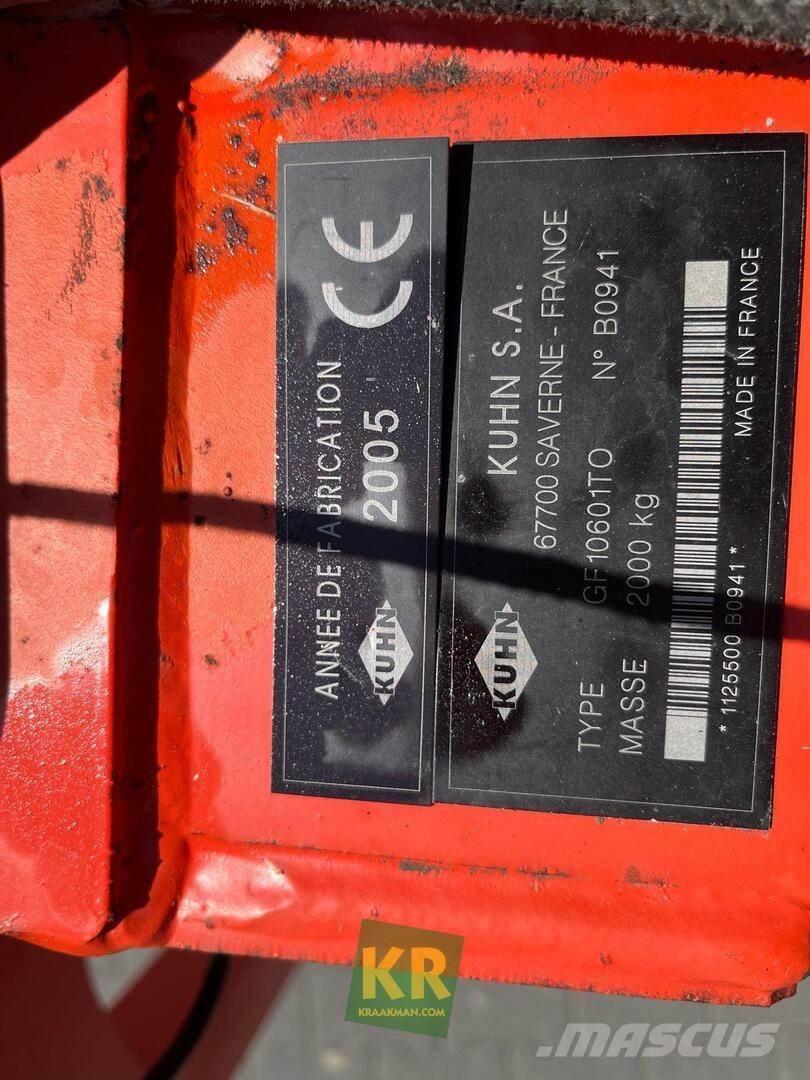 ANNEE DE FABRICATION
2005
CE
KUHN
KUHN S.A.
67700 SAVERNE - FRANCE
KUHN
TYPE GF10601TO N° B0941
MASSE 2000 kg
* 1125500 B0941 *
MADE IN FRANCE
KR
KRAAKMAN.COM
MASCUS